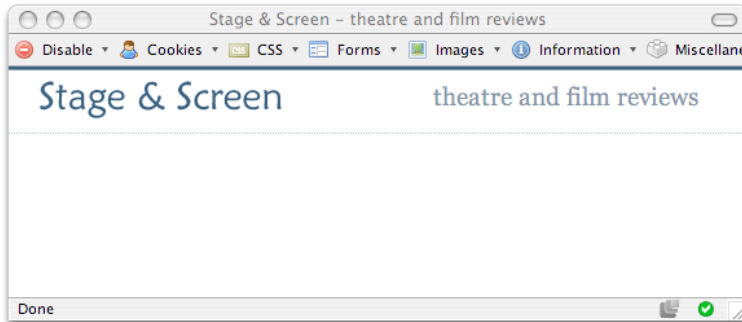 Stage & Screen – theatre and film reviews
Disable Cookies CSS Forms Images Information Miscellane
Stage & Screen theatre and film reviews
Done